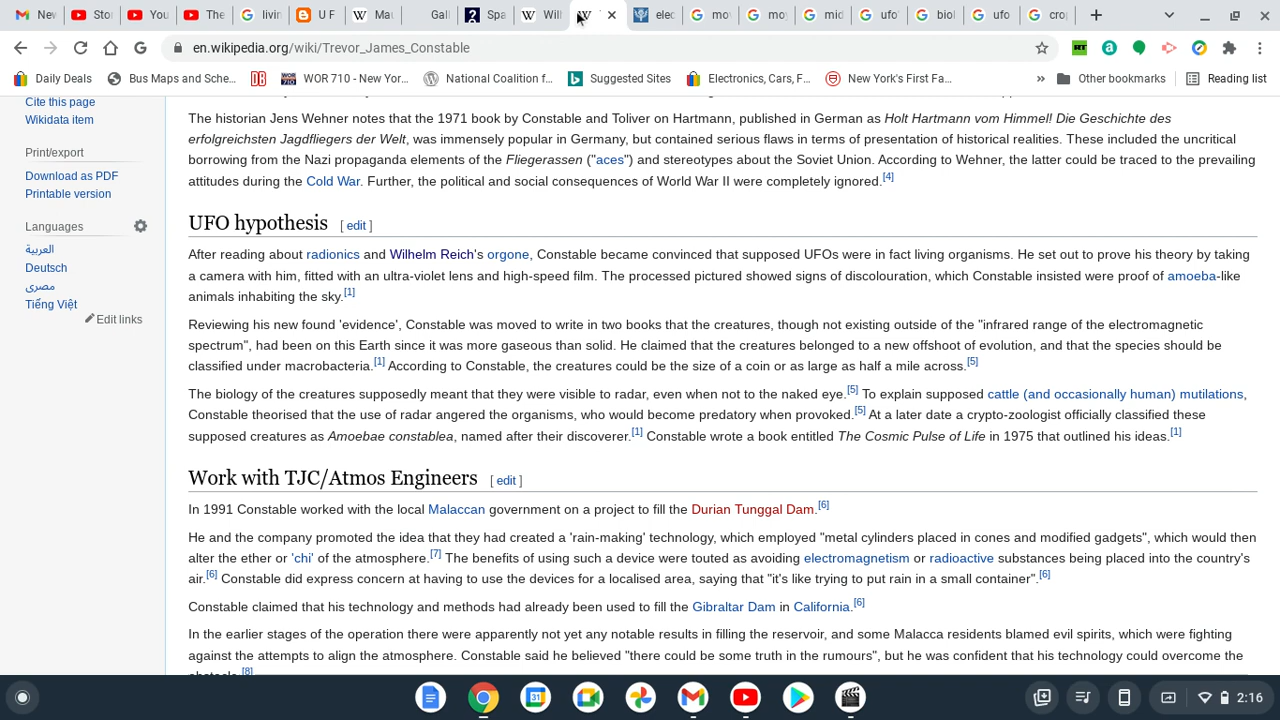 New
Sto
You
The
livin
U F
Mau
Gal
Spa
Will
elec
mov
moy
mid
ufo
biol
ufo
crop
en.wikipedia.org/wiki/Trevor_James_Constable
Daily Deals
Bus Maps and Sche...
WOR 710 - New Yor...
National Coalition f...
Suggested Sites
Electronics, Cars, F...
New York's First Fa...
»
Other bookmarks
Reading list
Cite this page
Wikidata item
Print/export
Download as PDF
Printable version
Languages
العربية
Deutsch
مصرى
Tiếng Việt
Edit links
The historian Jens Wehner notes that the 1971 book by Constable and Toliver on Hartmann, published in German as Holt Hartmann vom Himmel! Die Geschichte des
erfolgreichsten Jagdfliegers der Welt, was immensely popular in Germany, but contained serious flaws in terms of presentation of historical realities. These included the uncritical
borrowing from the Nazi propaganda elements of the Fliegerassen ("aces") and stereotypes about the Soviet Union. According to Wehner, the latter could be traced to the prevailing
attitudes during the Cold War. Further, the political and social consequences of World War II were completely ignored.[4]
UFO hypothesis [ edit ]
After reading about radionics and Wilhelm Reich's orgone, Constable became convinced that supposed UFOs were in fact living organisms. He set out to prove his theory by taking
a camera with him, fitted with an ultra-violet lens and high-speed film. The processed pictured showed signs of discolouration, which Constable insisted were proof of amoeba-like
animals inhabiting the sky.[1]
Reviewing his new found 'evidence', Constable was moved to write in two books that the creatures, though not existing outside of the "infrared range of the electromagnetic
spectrum", had been on this Earth since it was more gaseous than solid. He claimed that the creatures belonged to a new offshoot of evolution, and that the species should be
classified under macrobacteria.[1] According to Constable, the creatures could be the size of a coin or as large as half a mile across.[5]
The biology of the creatures supposedly meant that they were visible to radar, even when not to the naked eye.[5] To explain supposed cattle (and occasionally human) mutilations,
Constable theorised that the use of radar angered the organisms, who would become predatory when provoked.[5] At a later date a crypto-zoologist officially classified these
supposed creatures as Amoebae constablea, named after their discoverer.[1] Constable wrote a book entitled The Cosmic Pulse of Life in 1975 that outlined his ideas.[1]
Work with TJC/Atmos Engineers [ edit ]
In 1991 Constable worked with the local Malaccan government on a project to fill the Durian Tunggal Dam.[6]
He and the company promoted the idea that they had created a 'rain-making' technology, which employed "metal cylinders placed in cones and modified gadgets", which would then
alter the ether or 'chi' of the atmosphere.[7] The benefits of using such a device were touted as avoiding electromagnetism or radioactive substances being placed into the country's
air.[6] Constable did express concern at having to use the devices for a localised area, saying that "it's like trying to put rain in a small container".[6]
Constable claimed that his technology and methods had already been used to fill the Gibraltar Dam in California.[6]
In the earlier stages of the operation there were apparently not yet any notable results in filling the reservoir, and some Malacca residents blamed evil spirits, which were fighting
against the attempts to align the atmosphere. Constable said he believed "there could be some truth in the rumours", but he was confident that his technology could overcome the
obstacle.[8]
2:16